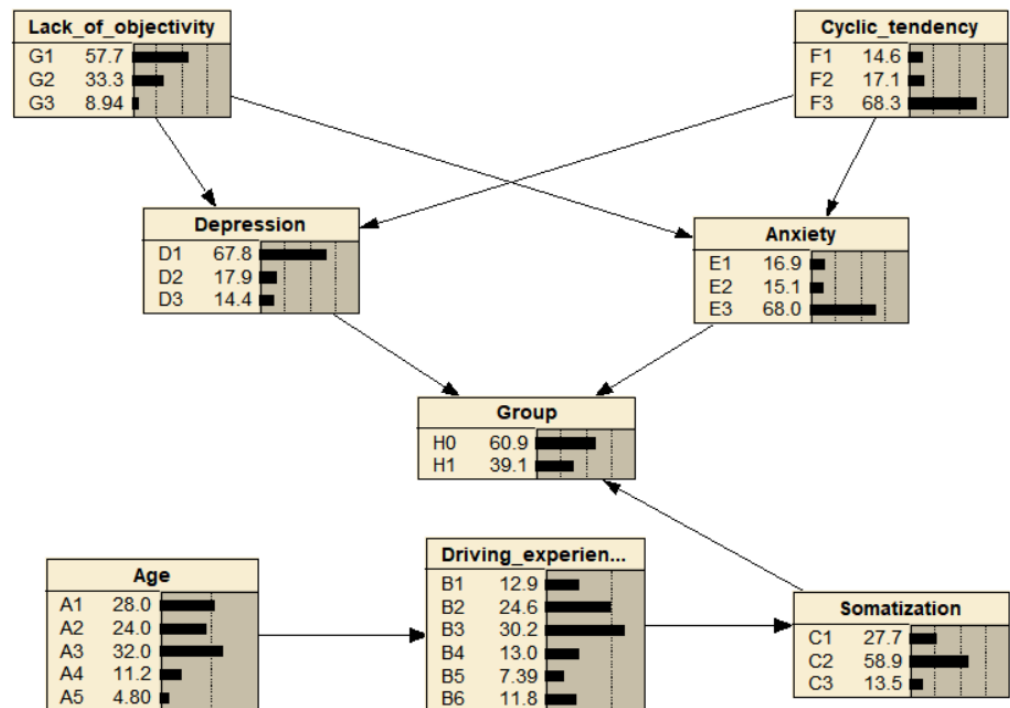 Lack_of_objectivity
G1 57.7
G2 33.3
G3 8.94
Cyclic_tendency
F1 14.6
F2 17.1
F3 68.3
Depression
D1 67.8
D2 17.9
D3 14.4
Anxiety
E1 16.9
E2 15.1
E3 68.0
Group
H0 60.9
H1 39.1
Age
A1 28.0
A2 24.0
A3 32.0
A4 11.2
A5 4.80
Driving_experien...
B1 12.9
B2 24.6
B3 30.2
B4 13.0
B5 7.39
B6 11.8
Somatization
C1 27.7
C2 58.9
C3 13.5